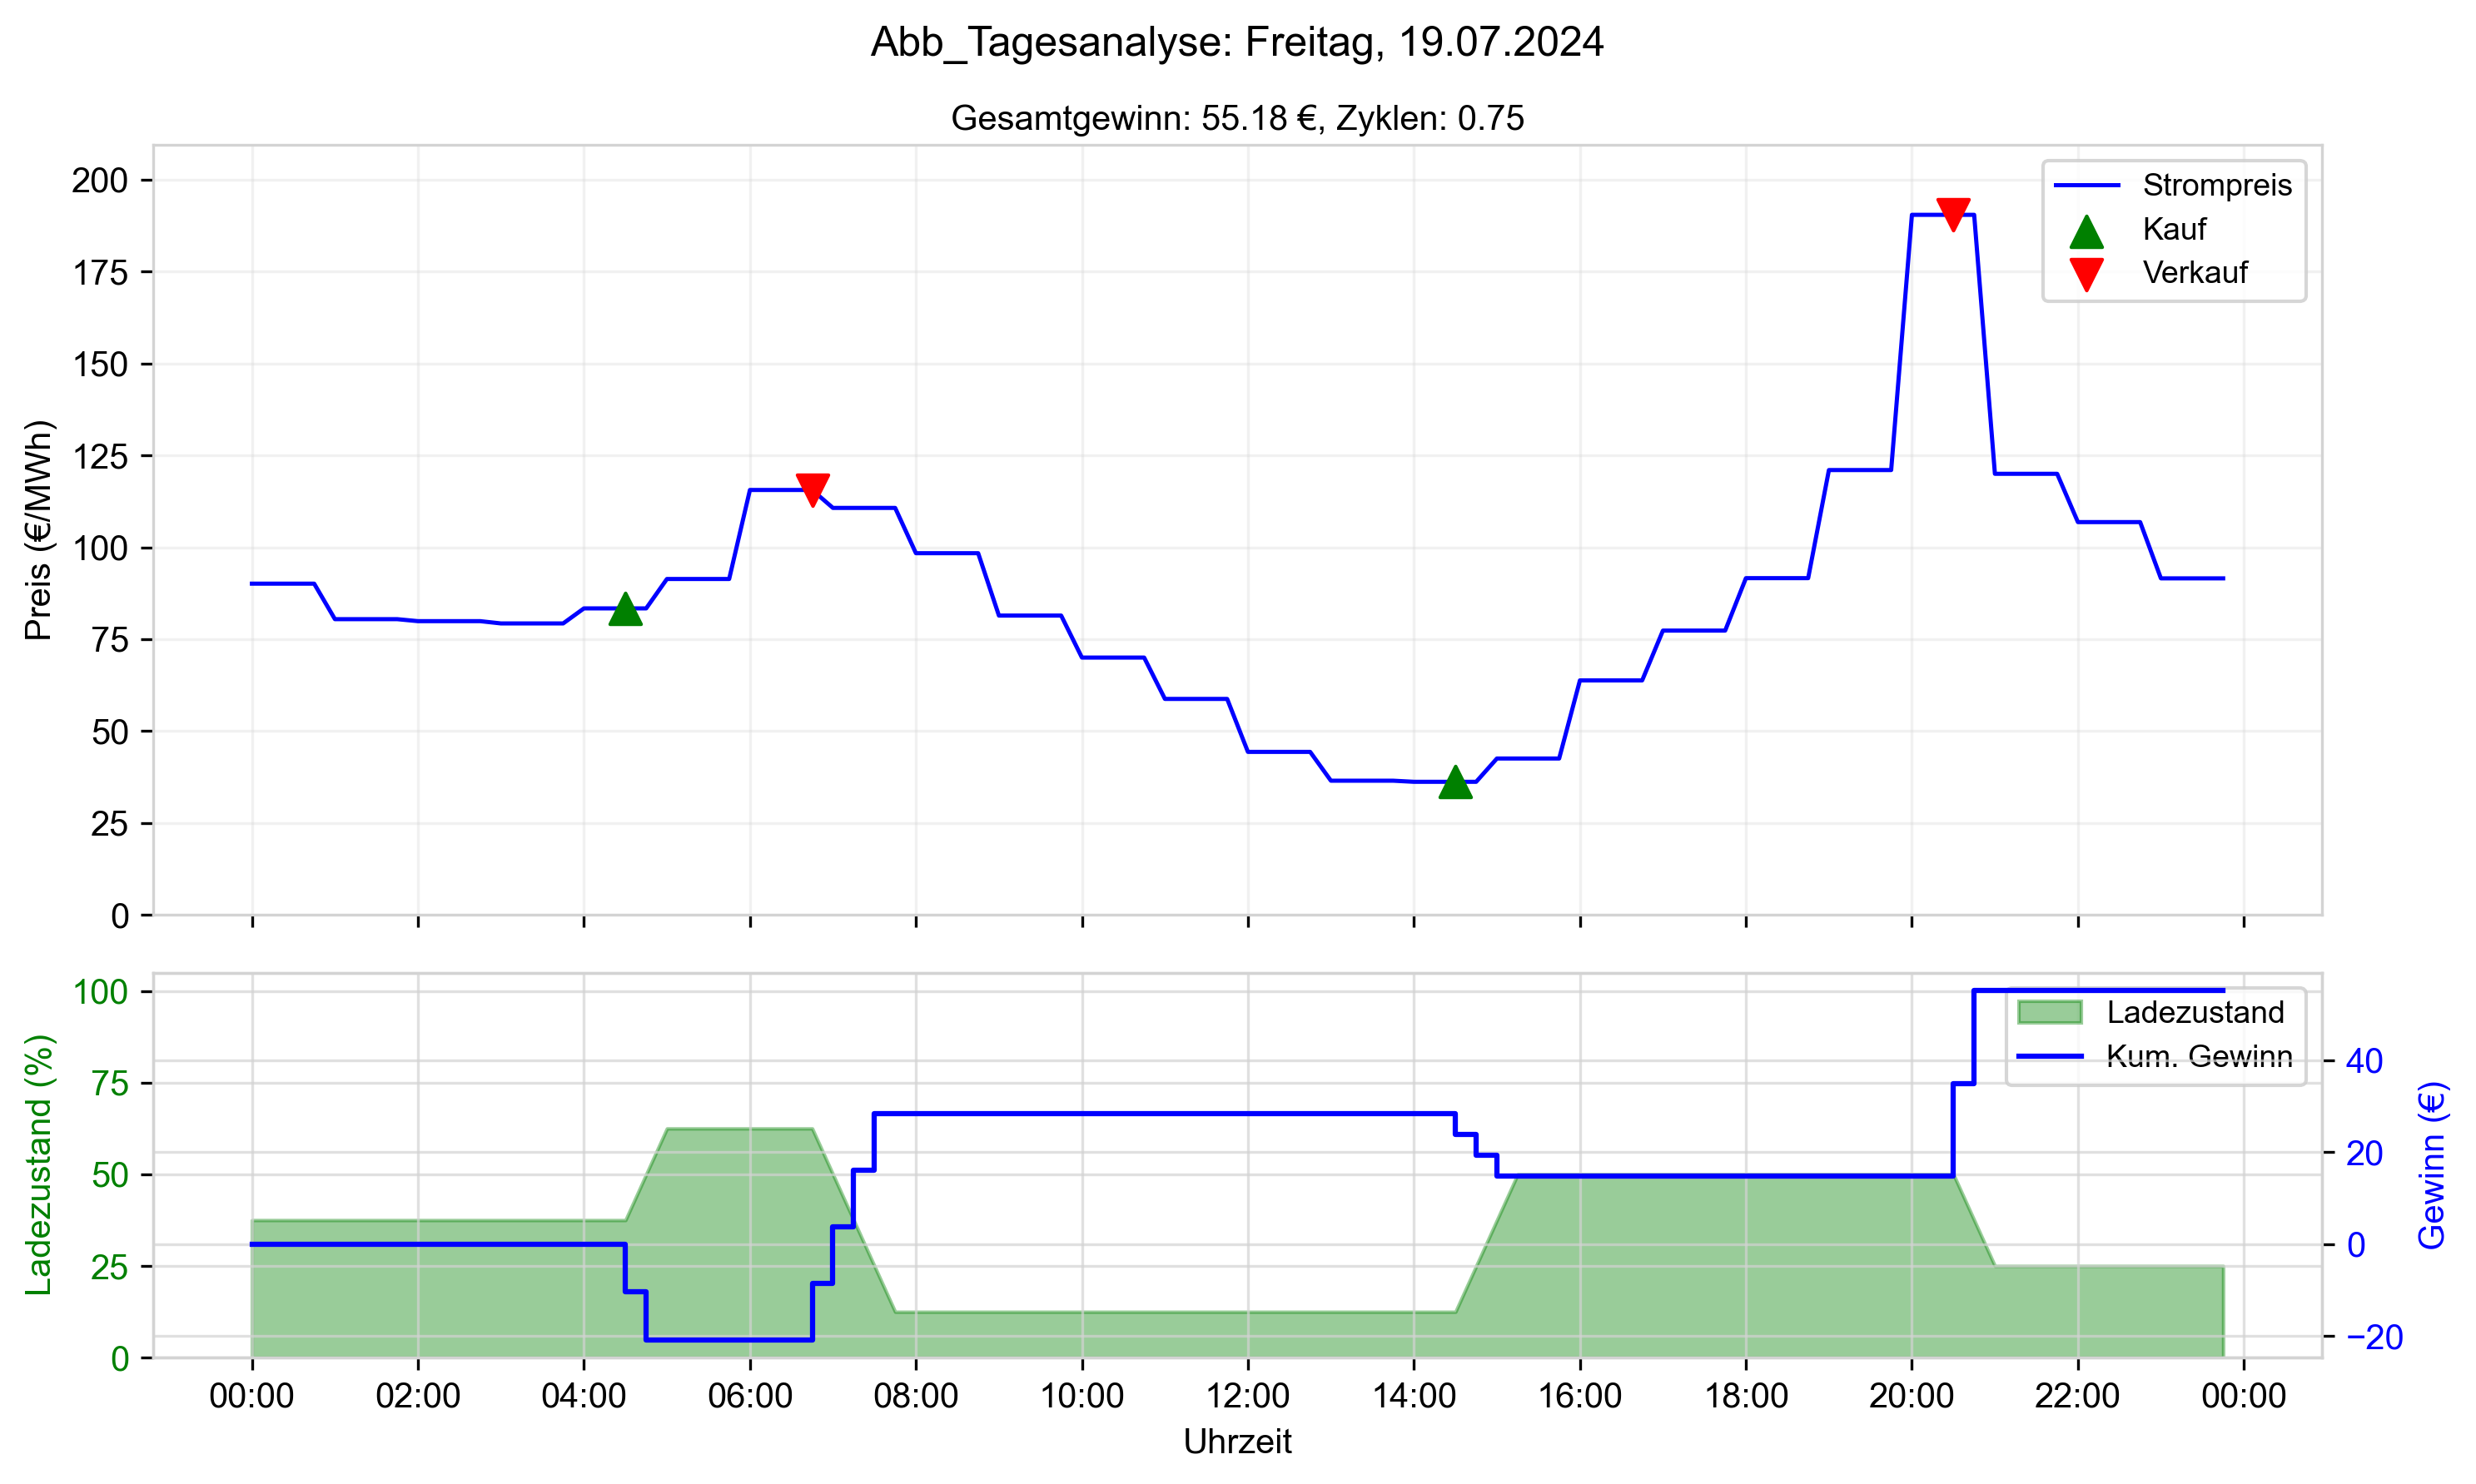 Abb_Tagesanalyse: Freitag, 19.07.2024
Gesamtgewinn: 55.18 €, Zyklen: 0.75
Preis (€/MWh)
200
175
150
125
100
75
50
25
0
Strompreis
Kauf
Verkauf
Ladezustand (%)
100
75
50
25
0
Ladezustand
Kum. Gewinn
40
20
0
−20
Gewinn (€)
00:00 02:00 04:00 06:00 08:00 10:00 12:00 14:00 16:00 18:00 20:00 22:00 00:00
Uhrzeit